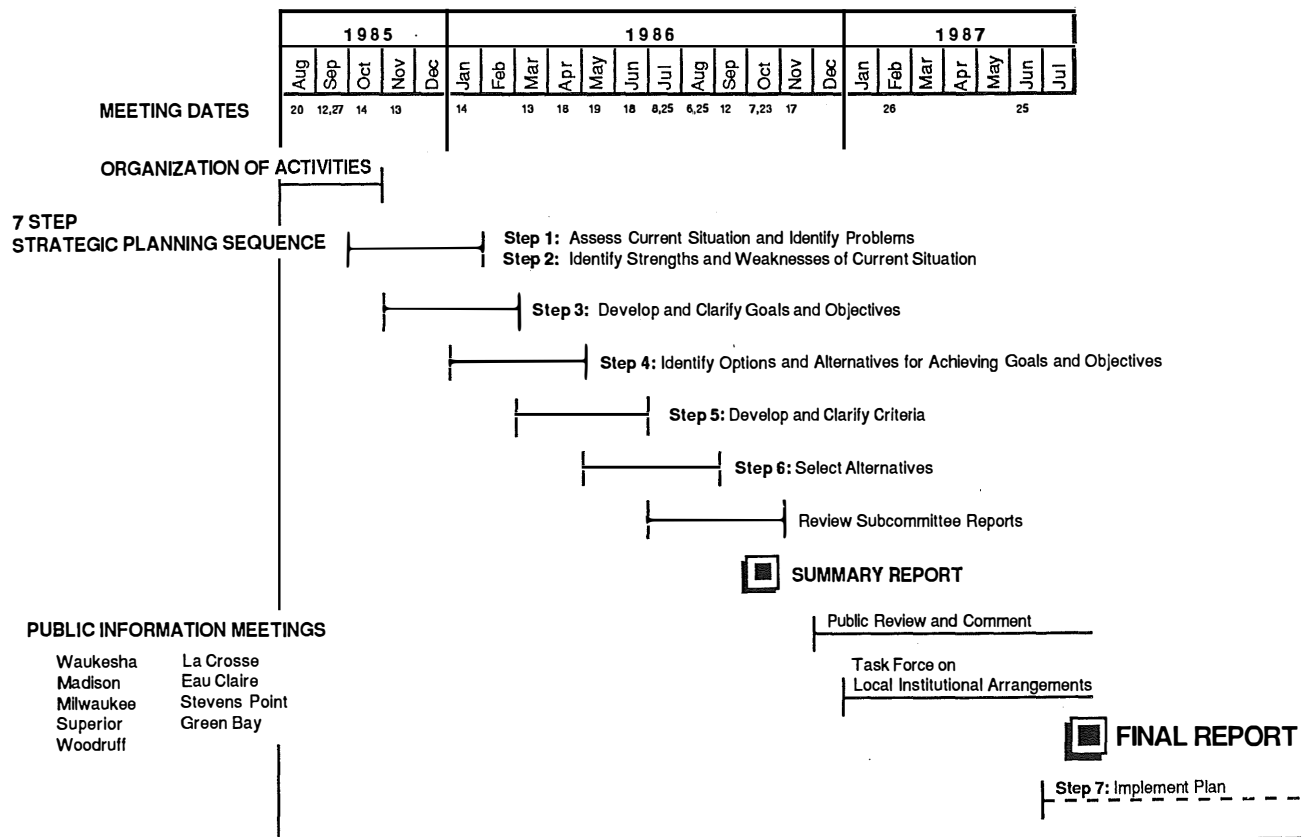 1985 1986 1987
Aug Sep Oct Nov Dec Jan Feb Mar Apr May Jun Jul Aug Sep Oct Nov Dec Jan Feb Mar Apr May Jun Jul
MEETING DATES 20 12,27 14 13 14 13 18 19 18 8,25 6,25 12 7,23 17 26 25
ORGANIZATION OF ACTIVITIES
7 STEP
STRATEGIC PLANNING SEQUENCE
Step 1: Assess Current Situation and Identify Problems
Step 2: Identify Strengths and Weaknesses of Current Situation
Step 3: Develop and Clarify Goals and Objectives
Step 4: Identify Options and Alternatives for Achieving Goals and Objectives
Step 5: Develop and Clarify Criteria
Step 6: Select Alternatives
Review Subcommittee Reports
SUMMARY REPORT
PUBLIC INFORMATION MEETINGS
Waukesha La Crosse
Madison Eau Claire
Milwaukee Stevens Point
Superior Green Bay
Woodruff
Public Review and Comment
Task Force on
Local Institutional Arrangements
FINAL REPORT
Step 7: Implement Plan